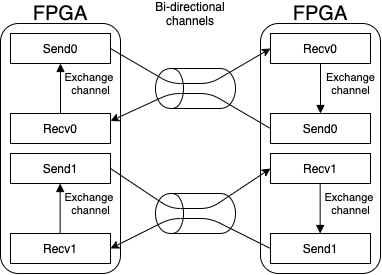 FPGA
Bi-directional
channels
FPGA
Send0
Recv0
Exchange
channel
Exchange
channel
Recv0
Send0
Send1
Recv1
Exchange
channel
Exchange
channel
Recv1
Send1